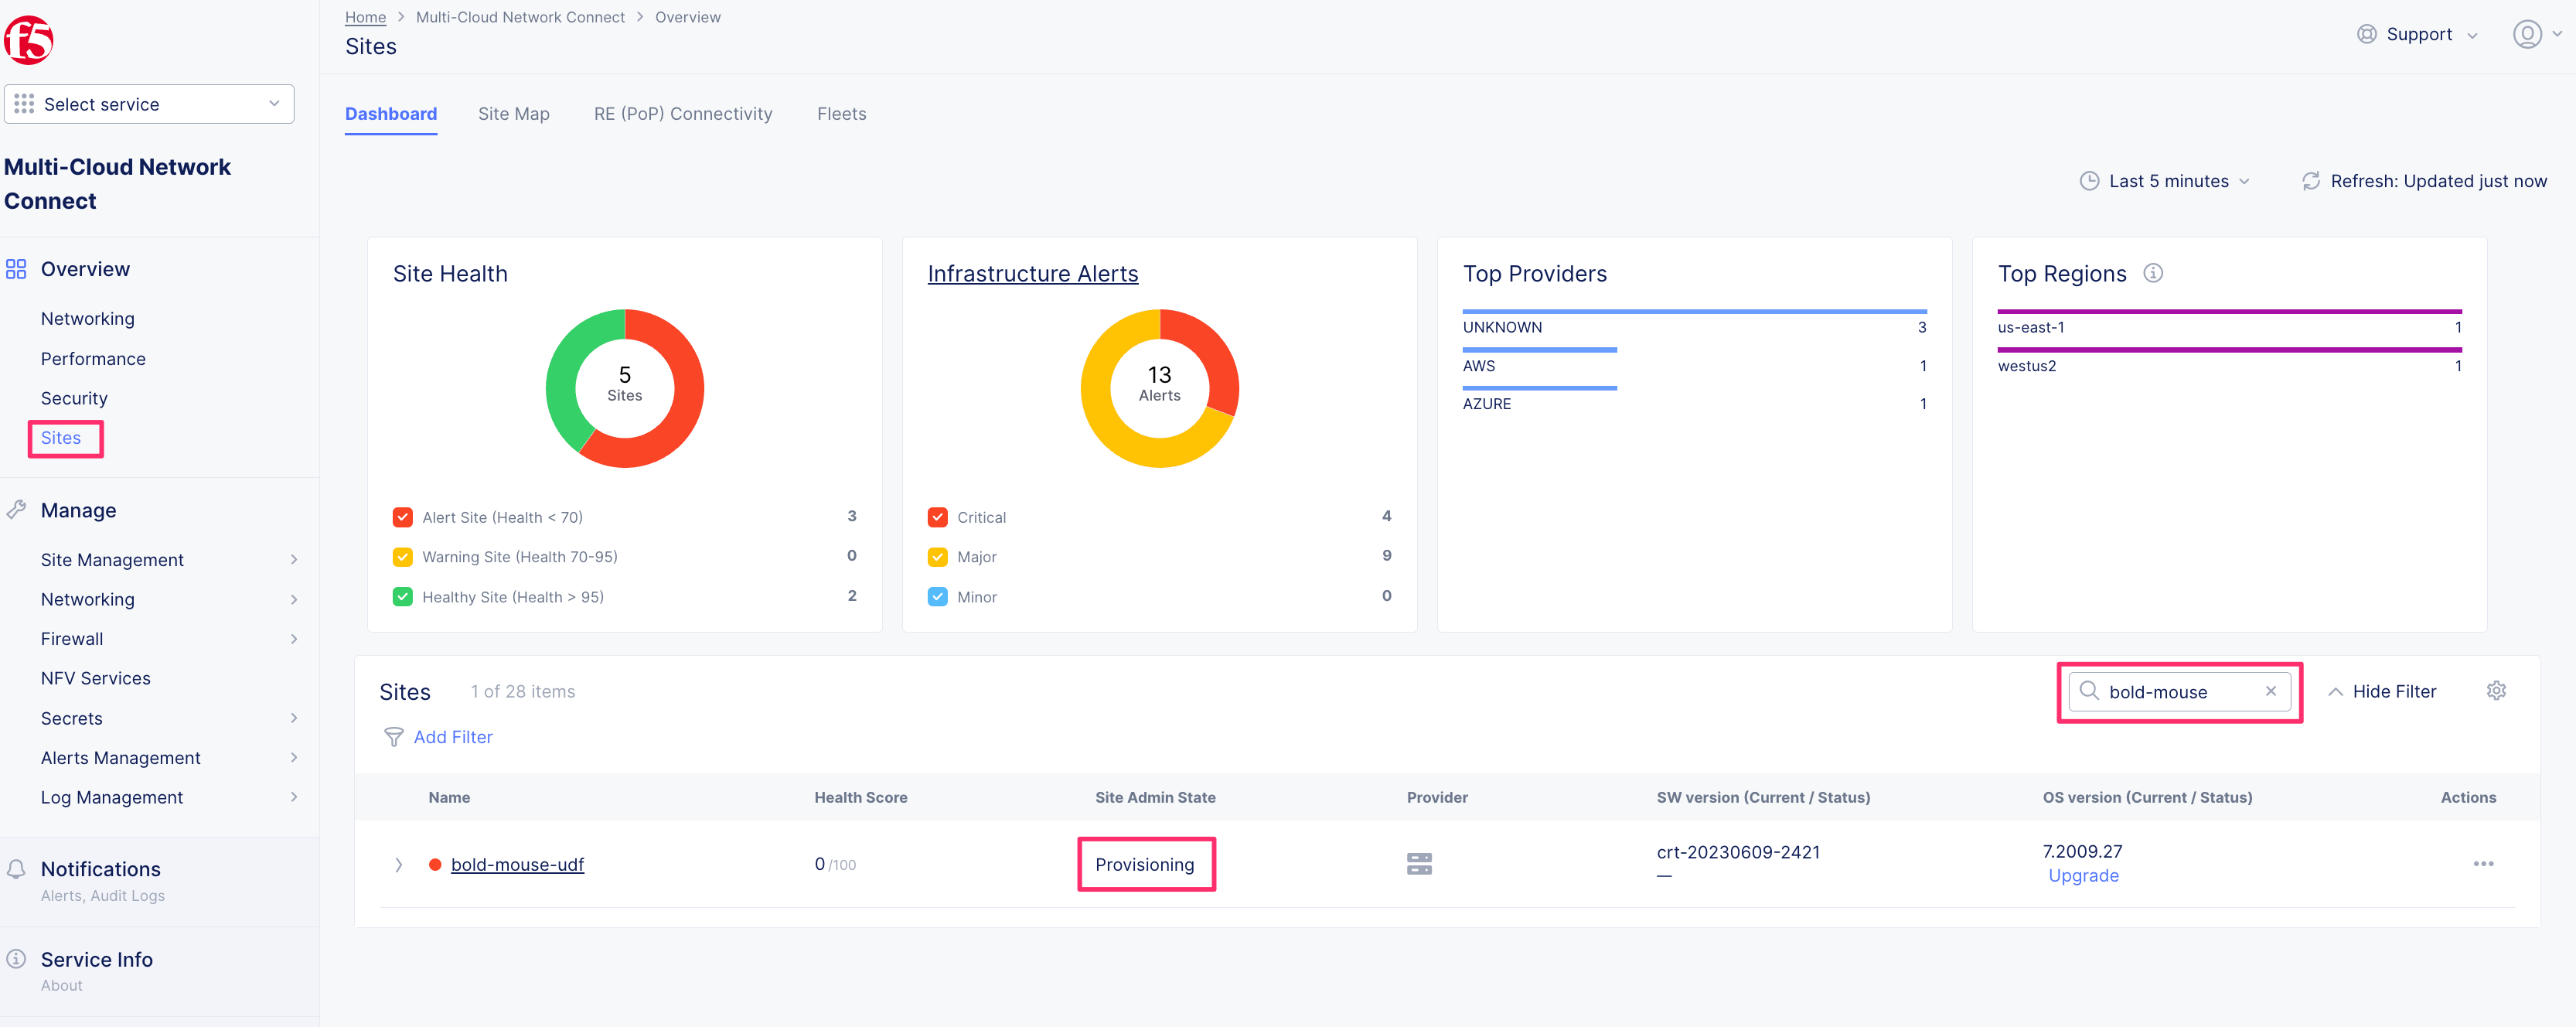 f5
Select service
Multi-Cloud Network
Connect
Overview
Networking
Performance
Security
Sites
Manage
Site Management
Networking
Firewall
NFV Services
Secrets
Alerts Management
Log Management
Notifications
Alerts, Audit Logs
Service Info
About
Home > Multi-Cloud Network Connect > Overview
Sites
Support
Dashboard Site Map RE (PoP) Connectivity Fleets
Last 5 minutes Refresh: Updated just now
Site Health
5
Sites
Alert Site (Health < 70) 3
Warning Site (Health 70-95) 0
Healthy Site (Health > 95) 2
Infrastructure Alerts
13
Alerts
Critical 4
Major 9
Minor 0
Top Providers
UNKNOWN 3
AWS 1
AZURE 1
Top Regions
us-east-1 1
westus2 1
Sites 1 of 28 items bold-mouse Hide Filter
Add Filter
Name Health Score Site Admin State Provider SW version (Current / Status) OS version (Current / Status) Actions
bold-mouse-udf 0/100 Provisioning crt-20230609-2421 7.2009.27
— Upgrade